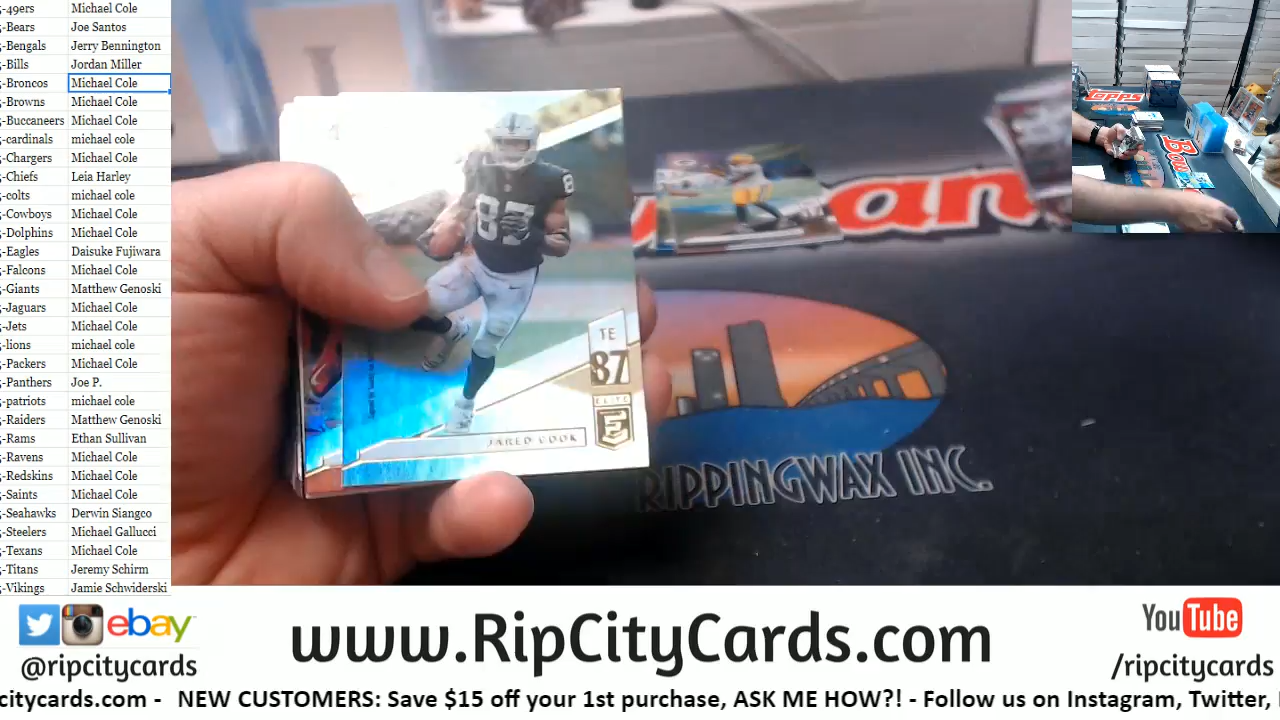 -49ers Michael Cole
-Bears Joe Santos
-Bengals Jerry Bennington
-Bills Jordan Miller
-Broncos Michael Cole
-Browns Michael Cole
-Buccaneers Michael Cole
-cardinals michael cole
-Chargers Michael Cole
-Chiefs Leia Harley
-colts michael cole
-Cowboys Michael Cole
-Dolphins Michael Cole
-Eagles Daisuke Fujiwara
-Falcons Michael Cole
-Giants Matthew Genoski
-Jaguars Michael Cole
-Jets Michael Cole
-lions michael cole
-Packers Michael Cole
-Panthers Joe P.
-patriots michael cole
-Raiders Matthew Genoski
-Rams Ethan Sullivan
-Ravens Michael Cole
-Redskins Michael Cole
-Saints Michael Cole
-Seahawks Derwin Siangco
-Steelers Michael Gallucci
-Texans Michael Cole
-Titans Jeremy Schirm
-Vikings Jamie Schwiderski
87
8
TE
87
ELITE
E
JARED COOK
an
RIPPINGWAX INC.
TOPPS
Bow
ebay
@ripcitycards
www.RipCityCards.com
YouTube
/ripcitycards
citycards.com - NEW CUSTOMERS: Save $15 off your 1st purchase, ASK ME HOW?! - Follow us on Instagram, Twitter,